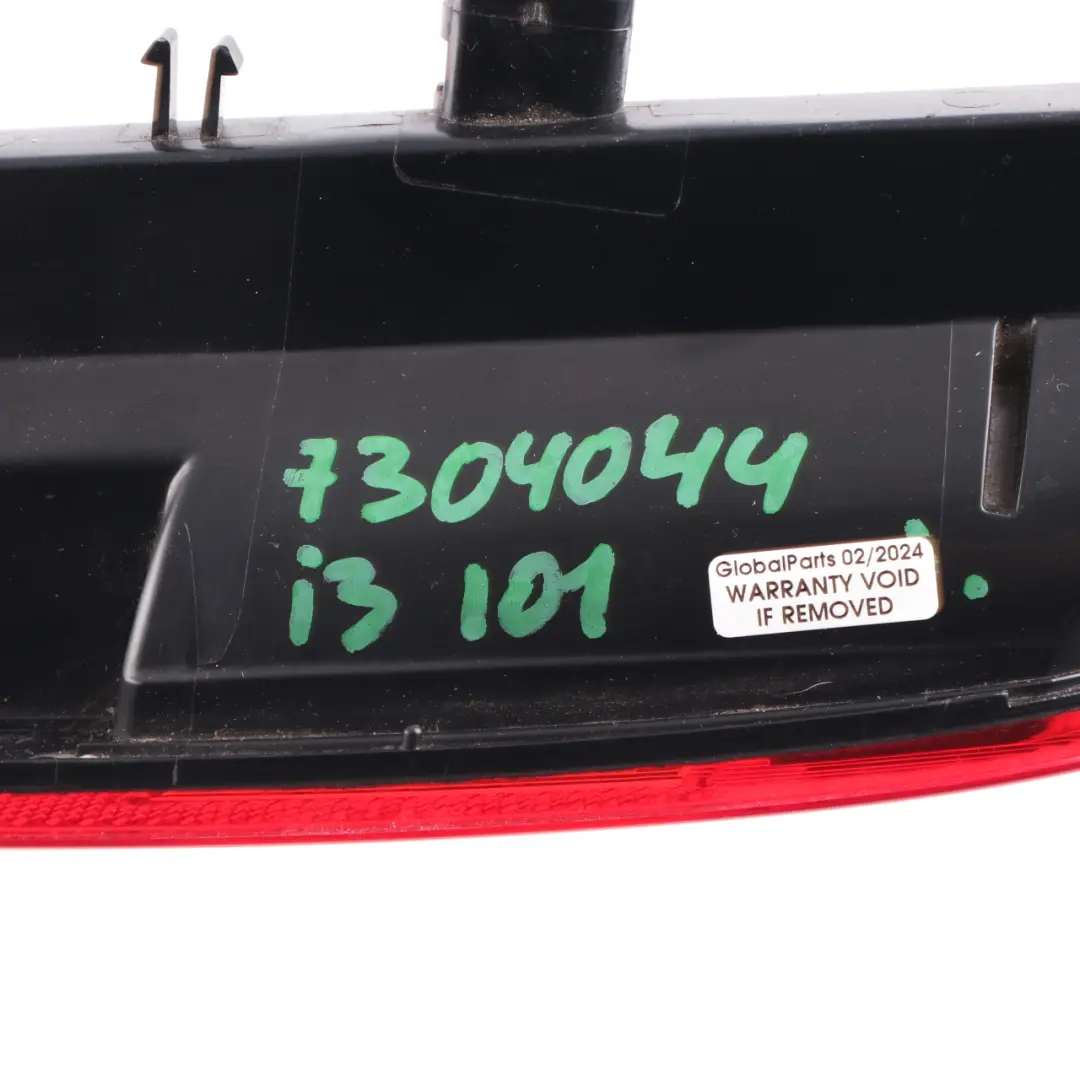 7304044
i3 101
GlobalParts 02/2024
WARRANTY VOID
IF REMOVED